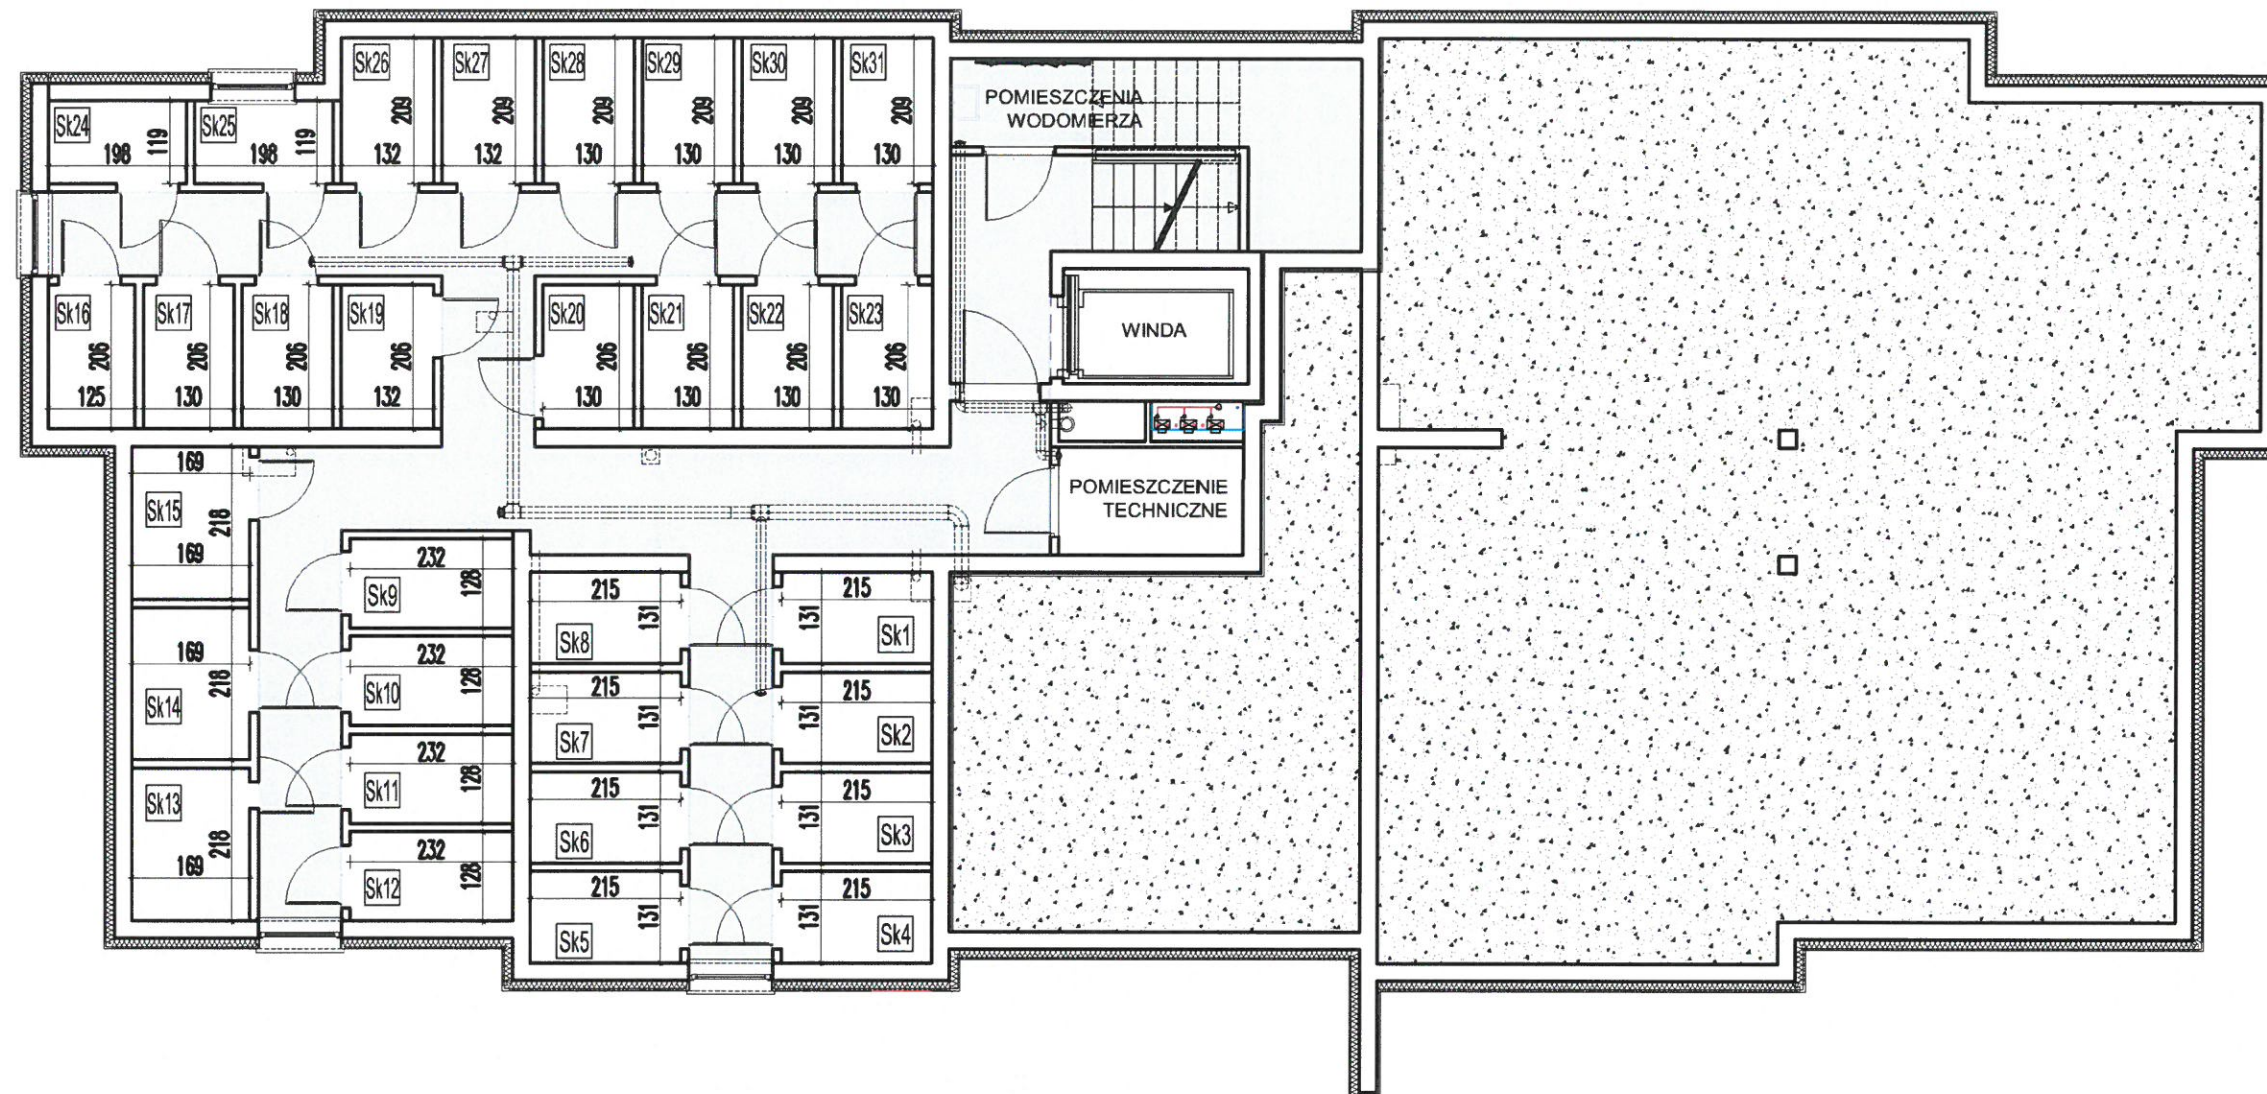 Sk26
Sk27
Sk28
Sk29
Sk30
Sk31
209
209
209
209
209
209
132
132
130
130
130
130
Sk24
Sk25
119
119
198
198
POMIESZCZENIA
WODOMIERZA
Sk16
Sk17
Sk18
Sk19
Sk20
Sk21
Sk22
Sk23
206
206
206
206
206
206
206
206
125
130
130
132
130
130
130
130
WINDA
POMIESZCZENIE
TECHNICZNE
169
Sk15
218
169
169
Sk14
218
Sk13
218
169
232
128
Sk9
232
128
Sk10
232
128
Sk11
232
128
Sk12
215
131
Sk8
215
131
Sk7
215
131
Sk6
215
131
Sk5
215
131
Sk1
215
131
Sk2
215
131
Sk3
215
131
Sk4